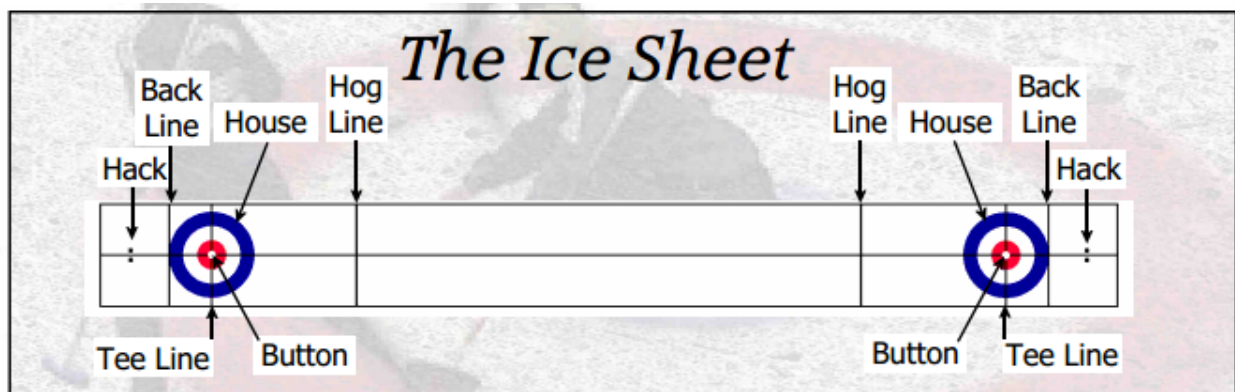 The Ice Sheet
Back
Line
House
Hog
Line
Hack
Hog
Line
House
Back
Line
Hack
Tee Line
Button
Button
Tee Line